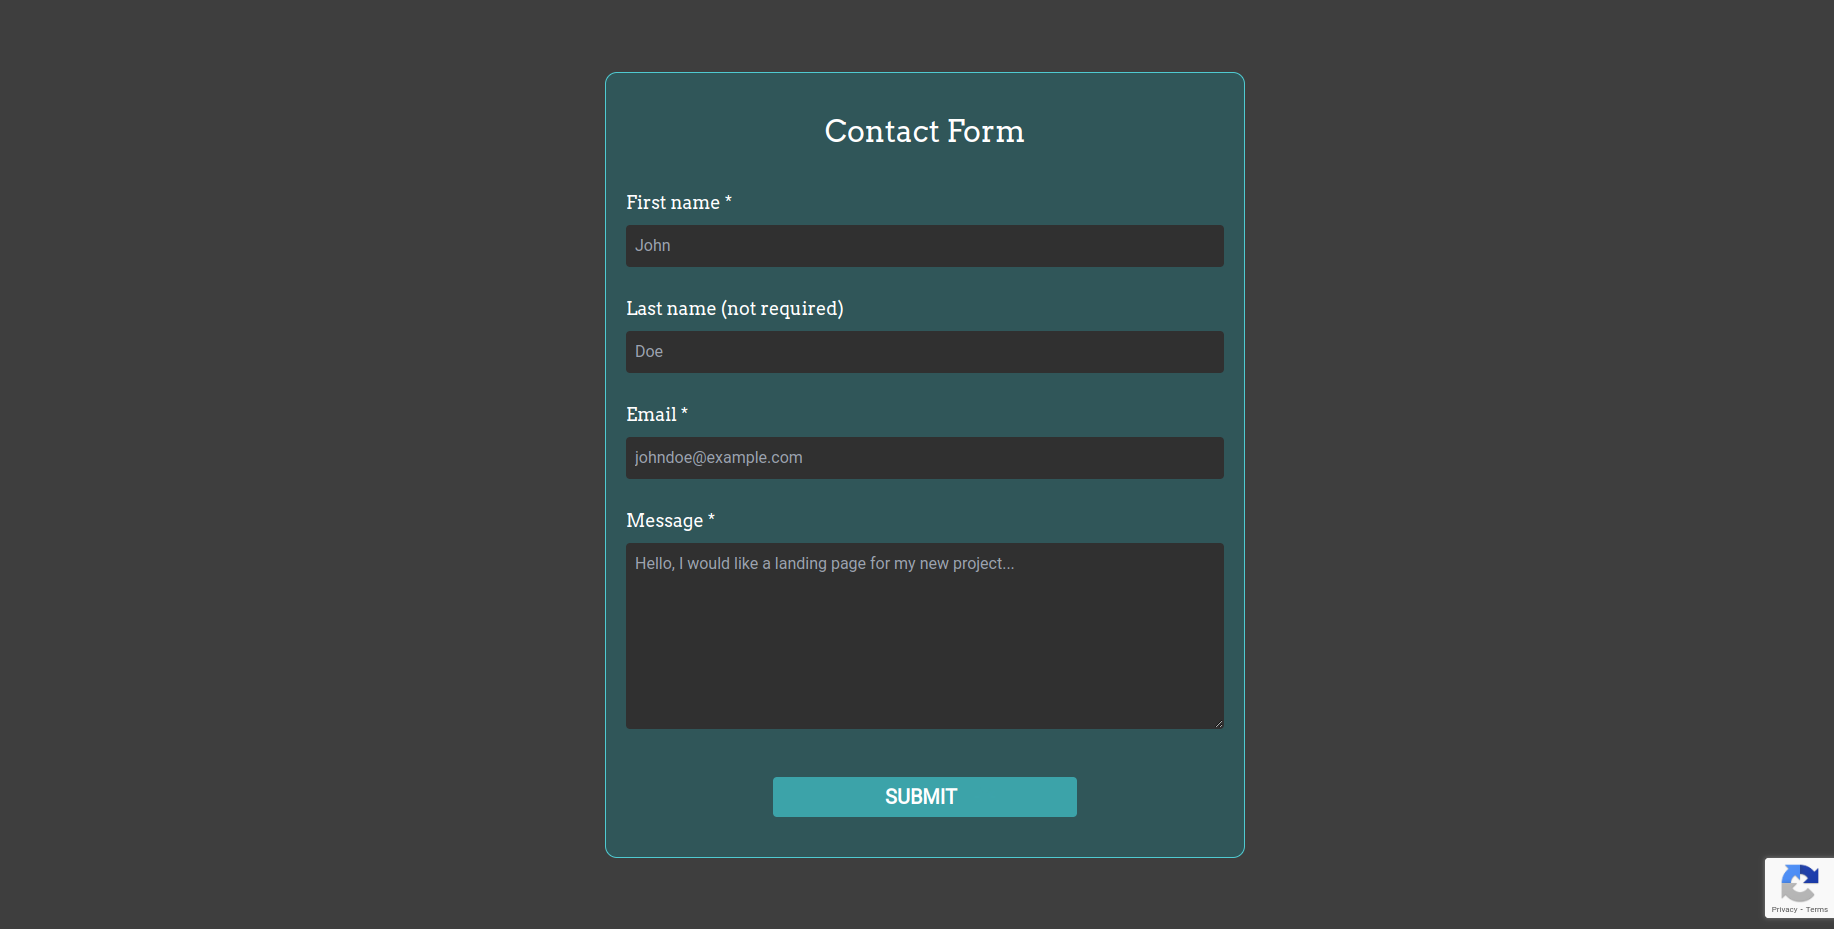 Contact Form
First name *
John
Last name (not required)
Doe
Email *
johndoe@example.com
Message *
Hello, I would like a landing page for my new project...
SUBMIT
Privacy - Terms